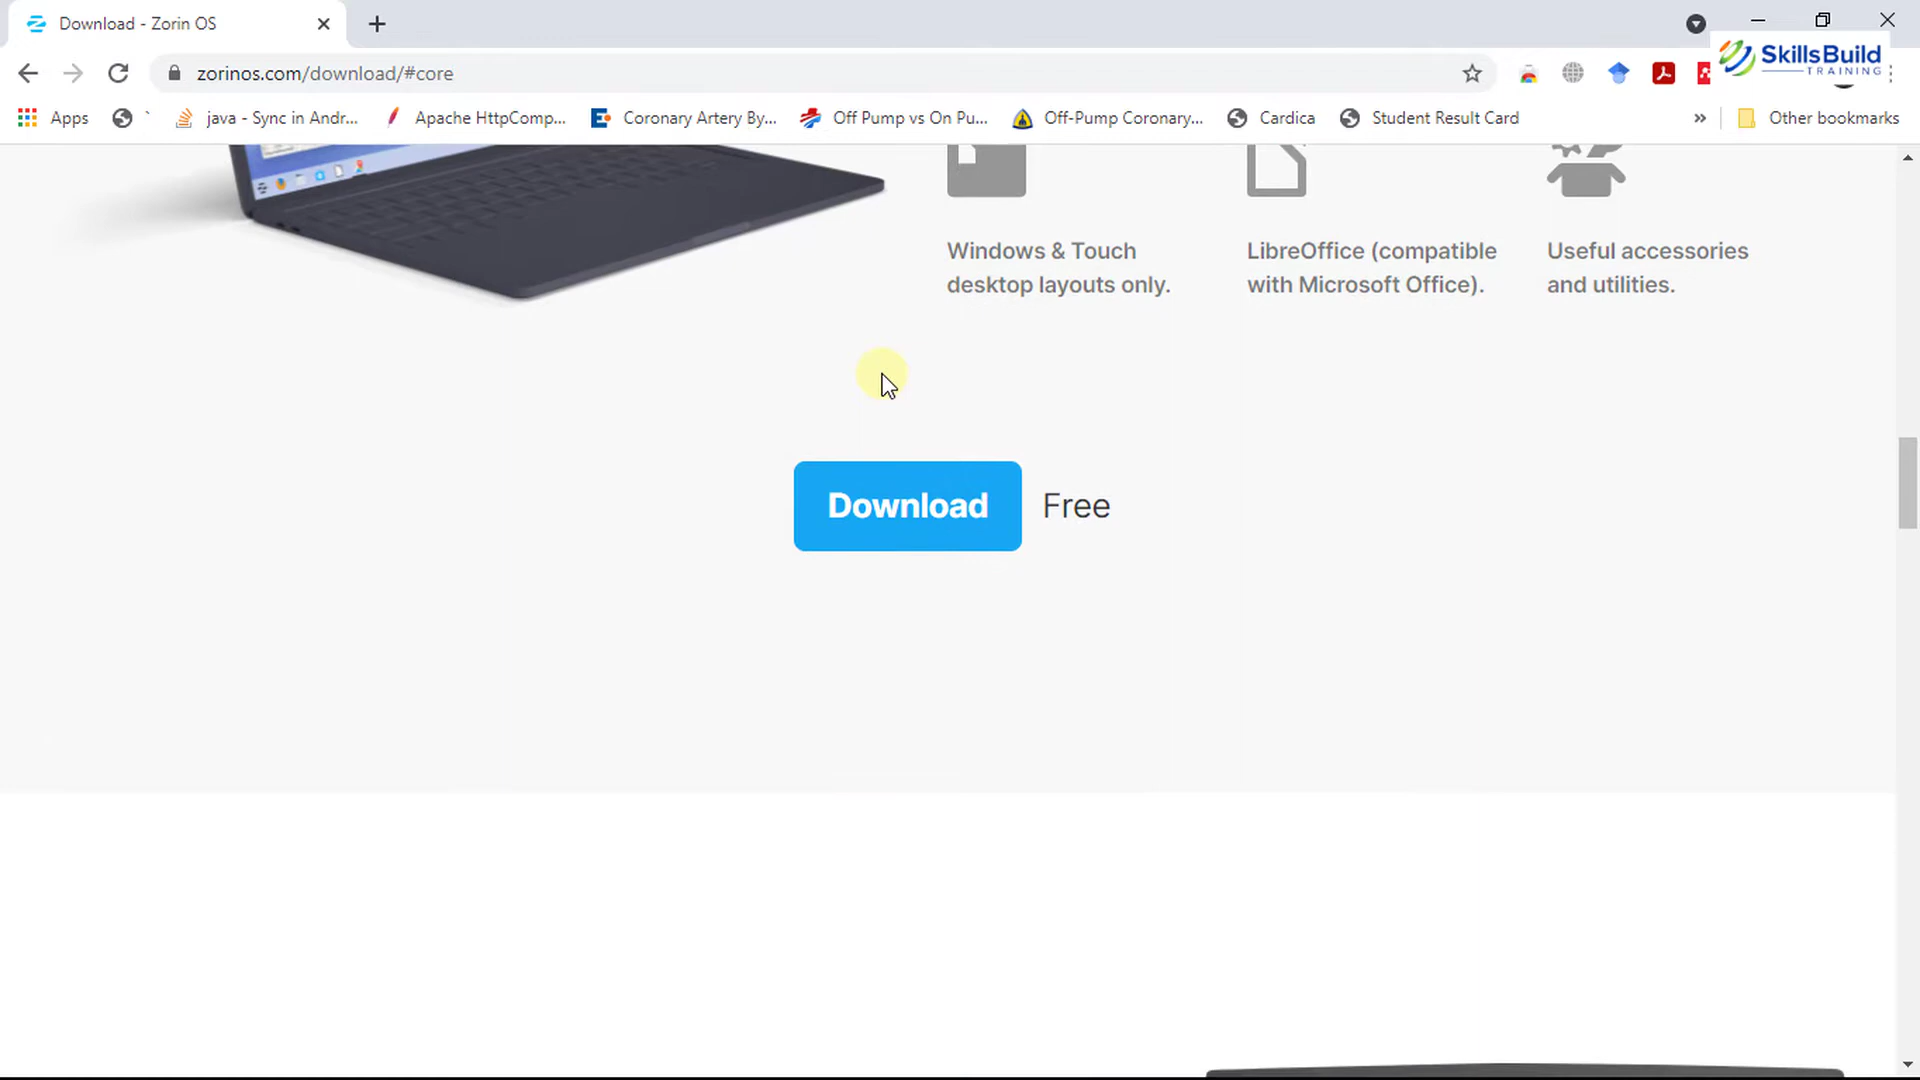 Download - Zorin OS
zorinos.com/download/#core
SkillsBuild
TRAINING
Apps
java - Sync in Andr...
Apache HttpComp...
Coronary Artery By...
Off Pump vs On Pu...
Off-Pump Coronary...
Cardica
Student Result Card
Other bookmarks
Windows & Touch
desktop layouts only.
LibreOffice (compatible
with Microsoft Office).
Useful accessories
and utilities.
Download
Free